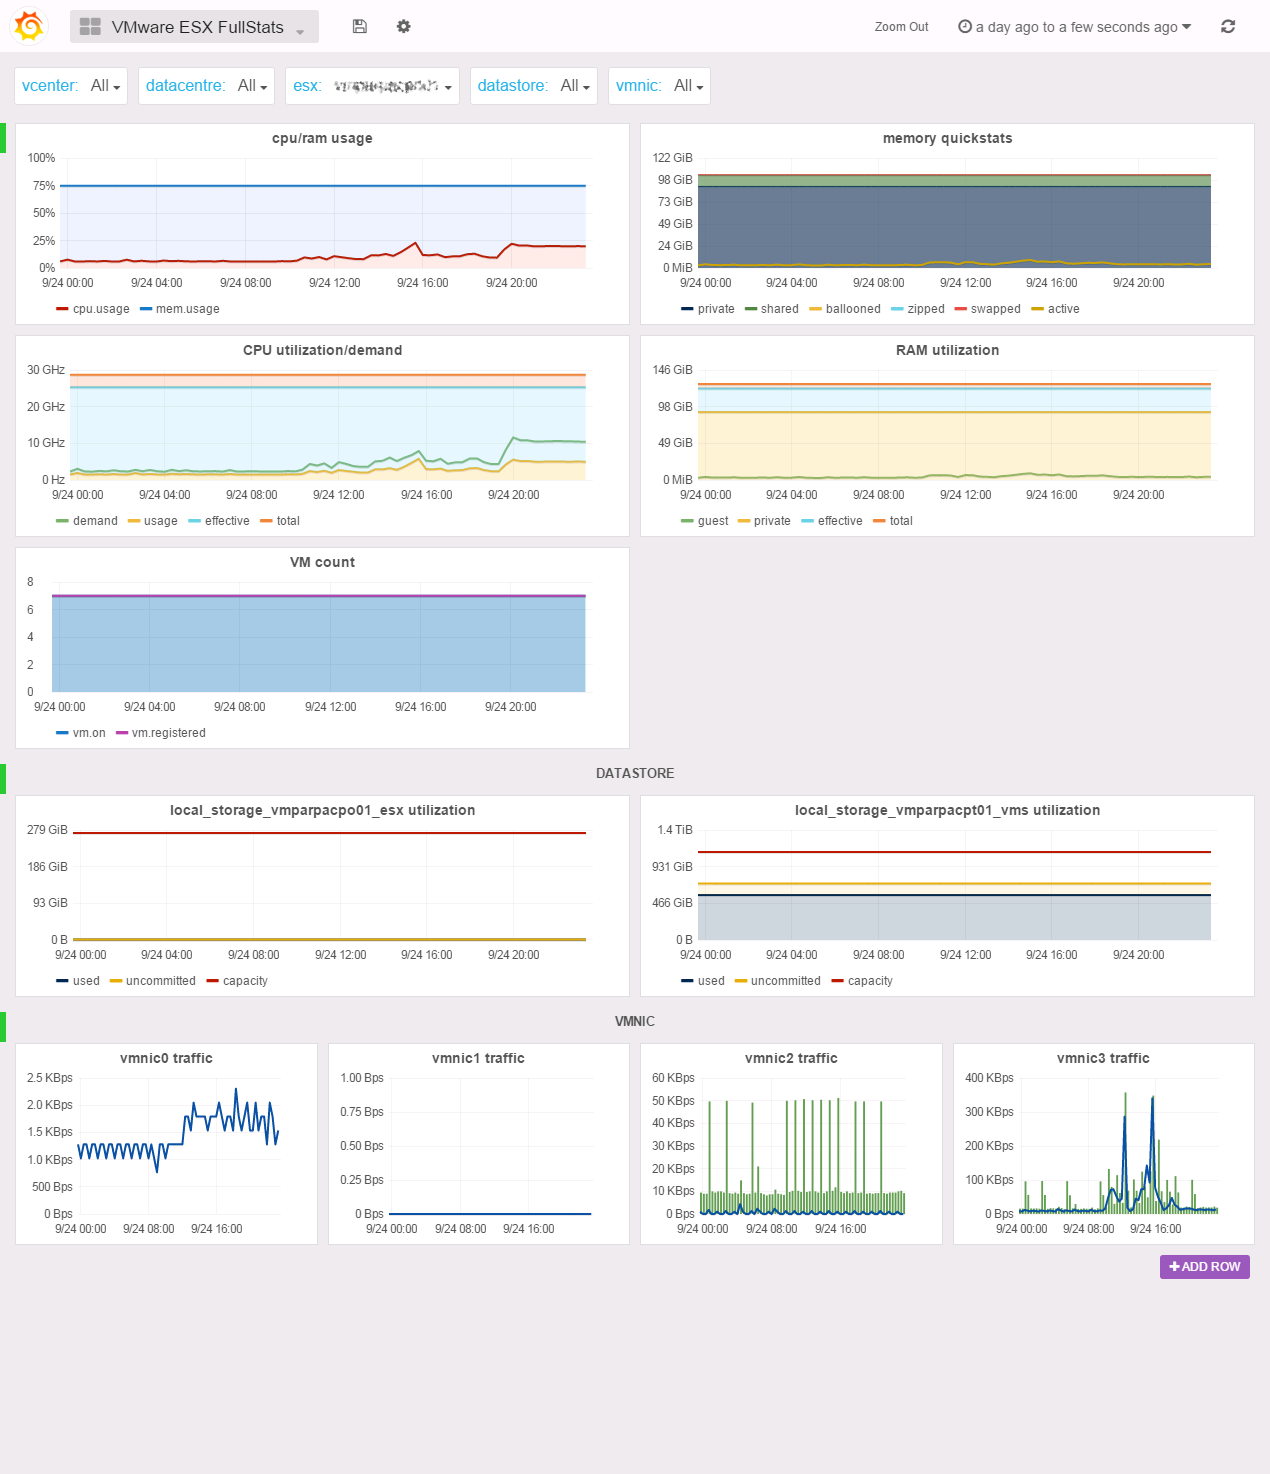 VMware ESX FullStats
Zoom Out
a day ago to a few seconds ago
vcenter: All
datacentre: All
esx:
datastore: All
vmnic: All
cpu/ram usage
100%
75%
50%
25%
0%
9/24 00:00 9/24 04:00 9/24 08:00 9/24 12:00 9/24 16:00 9/24 20:00
cpu.usage mem.usage
memory quickstats
122 GiB
98 GiB
73 GiB
49 GiB
24 GiB
0 MiB
9/24 00:00 9/24 04:00 9/24 08:00 9/24 12:00 9/24 16:00 9/24 20:00
private shared ballooned zipped swapped active
CPU utilization/demand
30 GHz
20 GHz
10 GHz
0 Hz
9/24 00:00 9/24 04:00 9/24 08:00 9/24 12:00 9/24 16:00 9/24 20:00
demand usage effective total
RAM utilization
146 GiB
98 GiB
49 GiB
0 MiB
9/24 00:00 9/24 04:00 9/24 08:00 9/24 12:00 9/24 16:00 9/24 20:00
guest private effective total
VM count
8
6
4
2
0
9/24 00:00 9/24 04:00 9/24 08:00 9/24 12:00 9/24 16:00 9/24 20:00
vm.on vm.registered
DATASTORE
local_storage_vmparpacpo01_esx utilization
279 GiB
186 GiB
93 GiB
0 B
9/24 00:00 9/24 04:00 9/24 08:00 9/24 12:00 9/24 16:00 9/24 20:00
used uncommitted capacity
local_storage_vmparpacpt01_vms utilization
1.4 TiB
931 GiB
466 GiB
0 B
9/24 00:00 9/24 04:00 9/24 08:00 9/24 12:00 9/24 16:00 9/24 20:00
used uncommitted capacity
VMNIC
vmnic0 traffic
2.5 KBps
2.0 KBps
1.5 KBps
1.0 KBps
500 Bps
0 Bps
9/24 00:00 9/24 08:00 9/24 16:00
vmnic1 traffic
1.00 Bps
0.75 Bps
0.50 Bps
0.25 Bps
0 Bps
9/24 00:00 9/24 08:00 9/24 16:00
vmnic2 traffic
60 KBps
50 KBps
40 KBps
30 KBps
20 KBps
10 KBps
0 Bps
9/24 00:00 9/24 08:00 9/24 16:00
vmnic3 traffic
400 KBps
300 KBps
200 KBps
100 KBps
0 Bps
9/24 00:00 9/24 08:00 9/24 16:00
ADD ROW